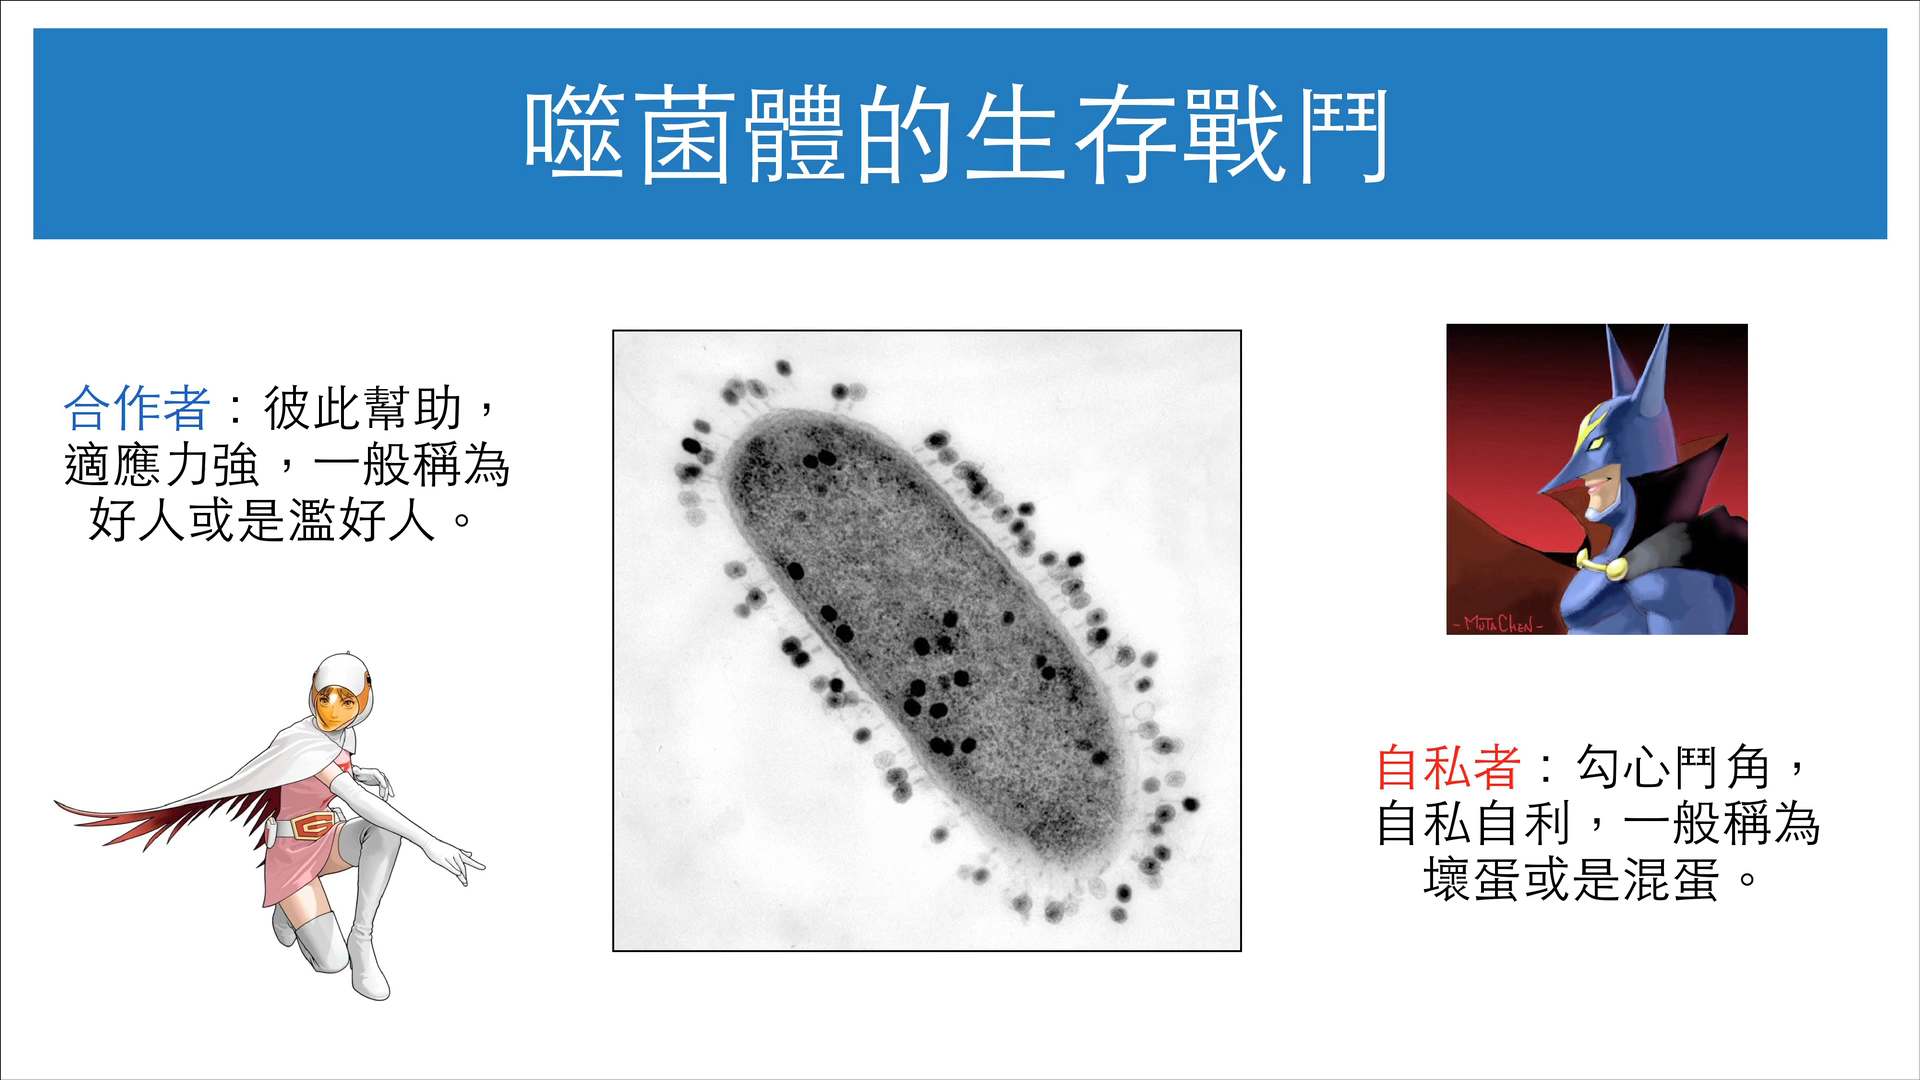 噬菌體的生存戰鬥
合作者：彼此幫助，
適應力強，一般稱為
好人或是濫好人。
G
-MUTA CHEN-
自私者：勾心鬥角，
自私自利，一般稱為
壞蛋或是混蛋。